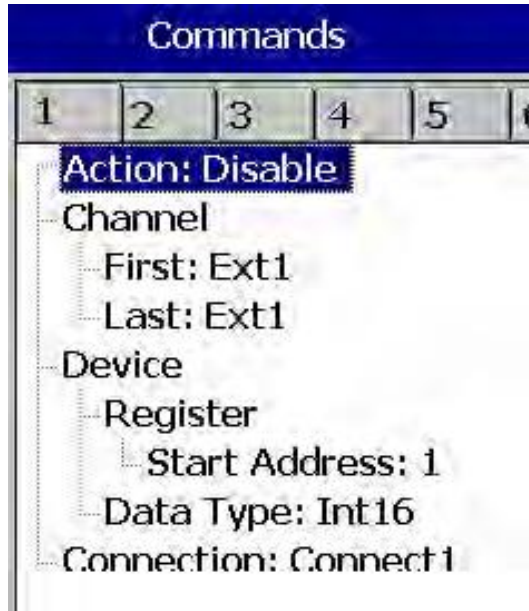 Commands
1 2 3 4 5
Action: Disable
Channel
First: Ext1
Last: Ext1
Device
Register
Start Address: 1
Data Type: Int16
Connection: Connect1